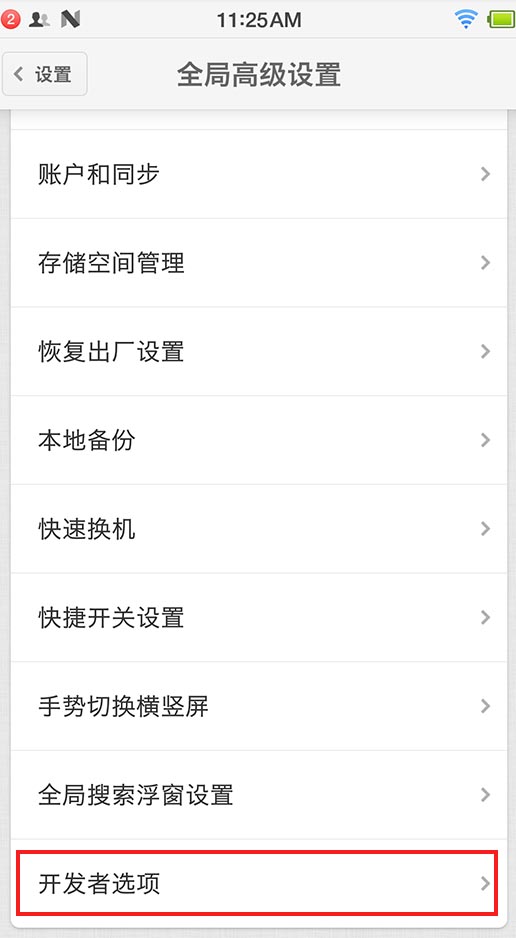 2
11:25AM
设置
全局高级设置
账户和同步
存储空间管理
恢复出厂设置
本地备份
快速换机
快捷开关设置
手势切换横竖屏
全局搜索浮窗设置
开发者选项